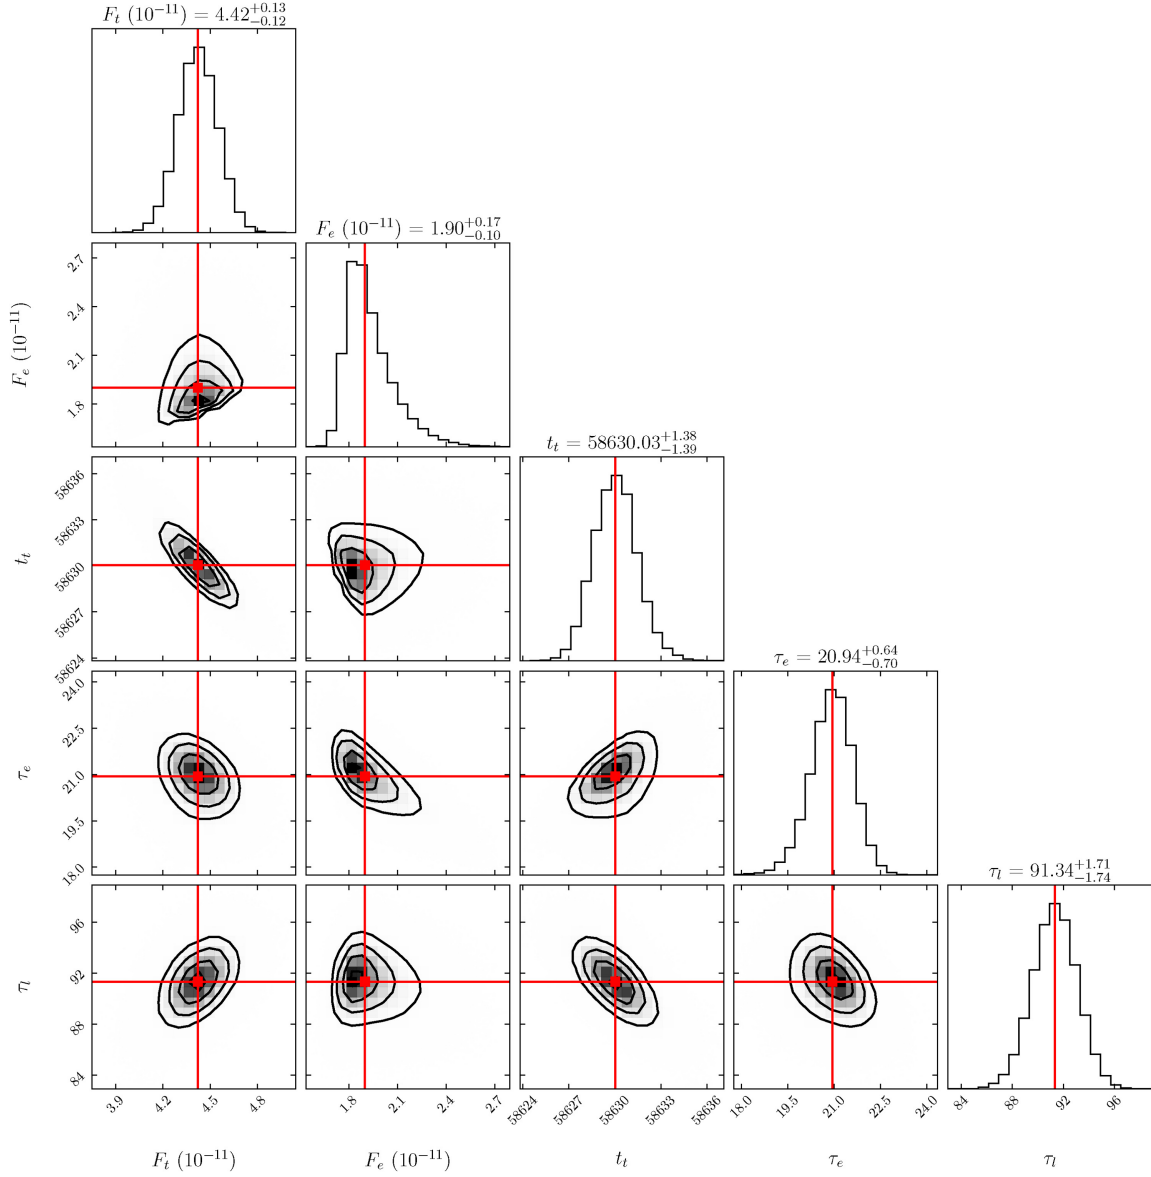 F_t (10^{-11}) = 4.42^{+0.13}_{-0.12}
F_e (10^{-11}) = 1.90^{+0.17}_{-0.10}
2.7
2.4
2.1
1.8
F_e (10^{-11})
t_t = 58630.03^{+1.38}_{-1.39}
58636
58633
58630
58627
58624
t_t
τ_e = 20.94^{+0.64}_{-0.70}
24.0
22.5
21.0
19.5
18.0
τ_e
τ_l = 91.34^{+1.71}_{-1.74}
96
92
88
84
τ_l
3.9 4.2 4.5 4.8 1.8 2.1 2.4 2.7 58624 58627 58630 58633 58636 18.0 19.5 21.0 22.5 24.0 84 88 92 96
F_t (10^{-11}) F_e (10^{-11}) t_t τ_e τ_l